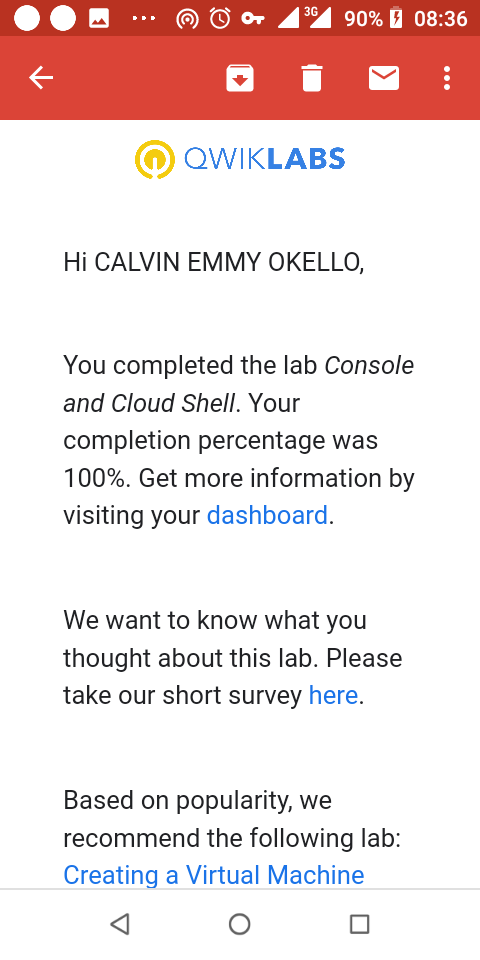 3G 90% 08:36
QWIKLABS
Hi CALVIN EMMY OKELLO,
You completed the lab Console
and Cloud Shell. Your
completion percentage was
100%. Get more information by
visiting your dashboard.
We want to know what you
thought about this lab. Please
take our short survey here.
Based on popularity, we
recommend the following lab:
Creating a Virtual Machine